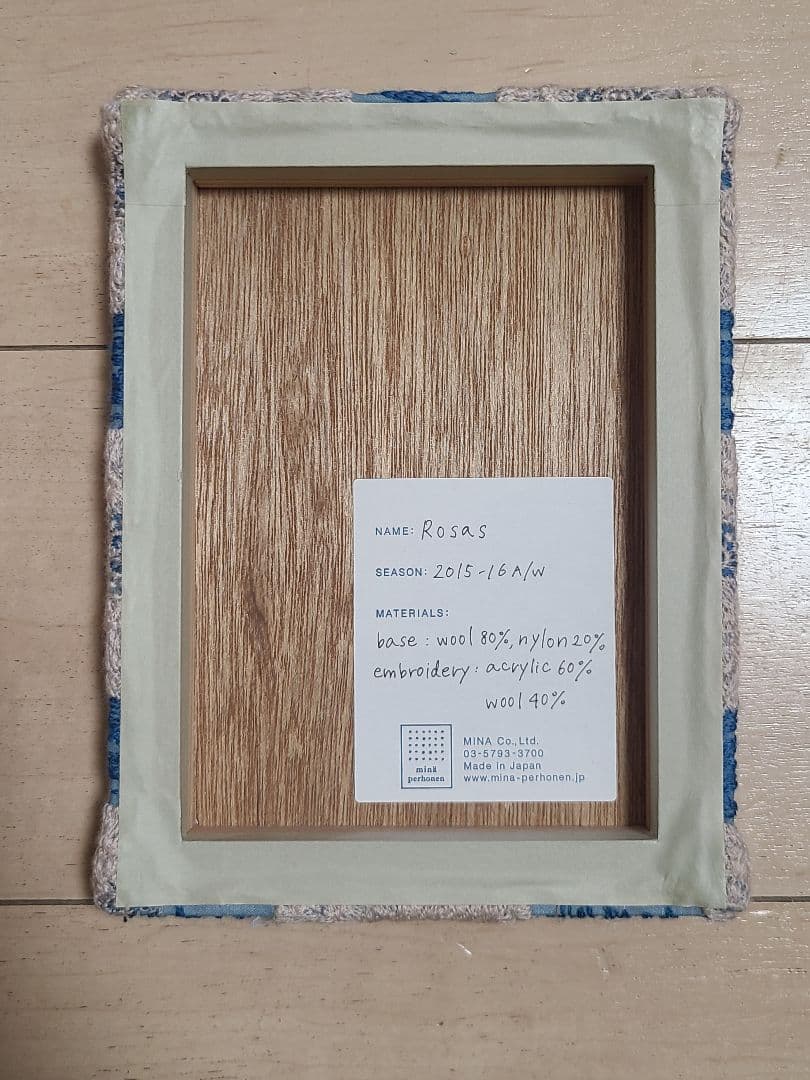 NAME: Rosas
SEASON: 2015-16 A/W
MATERIALS:
base : wool 80%, nylon 20%
embroidery : acrylic 60%
wool 40%
minä
perhonen
MINA Co., Ltd.
03-5793-3700
Made in Japan
www.mina-perhonen.jp